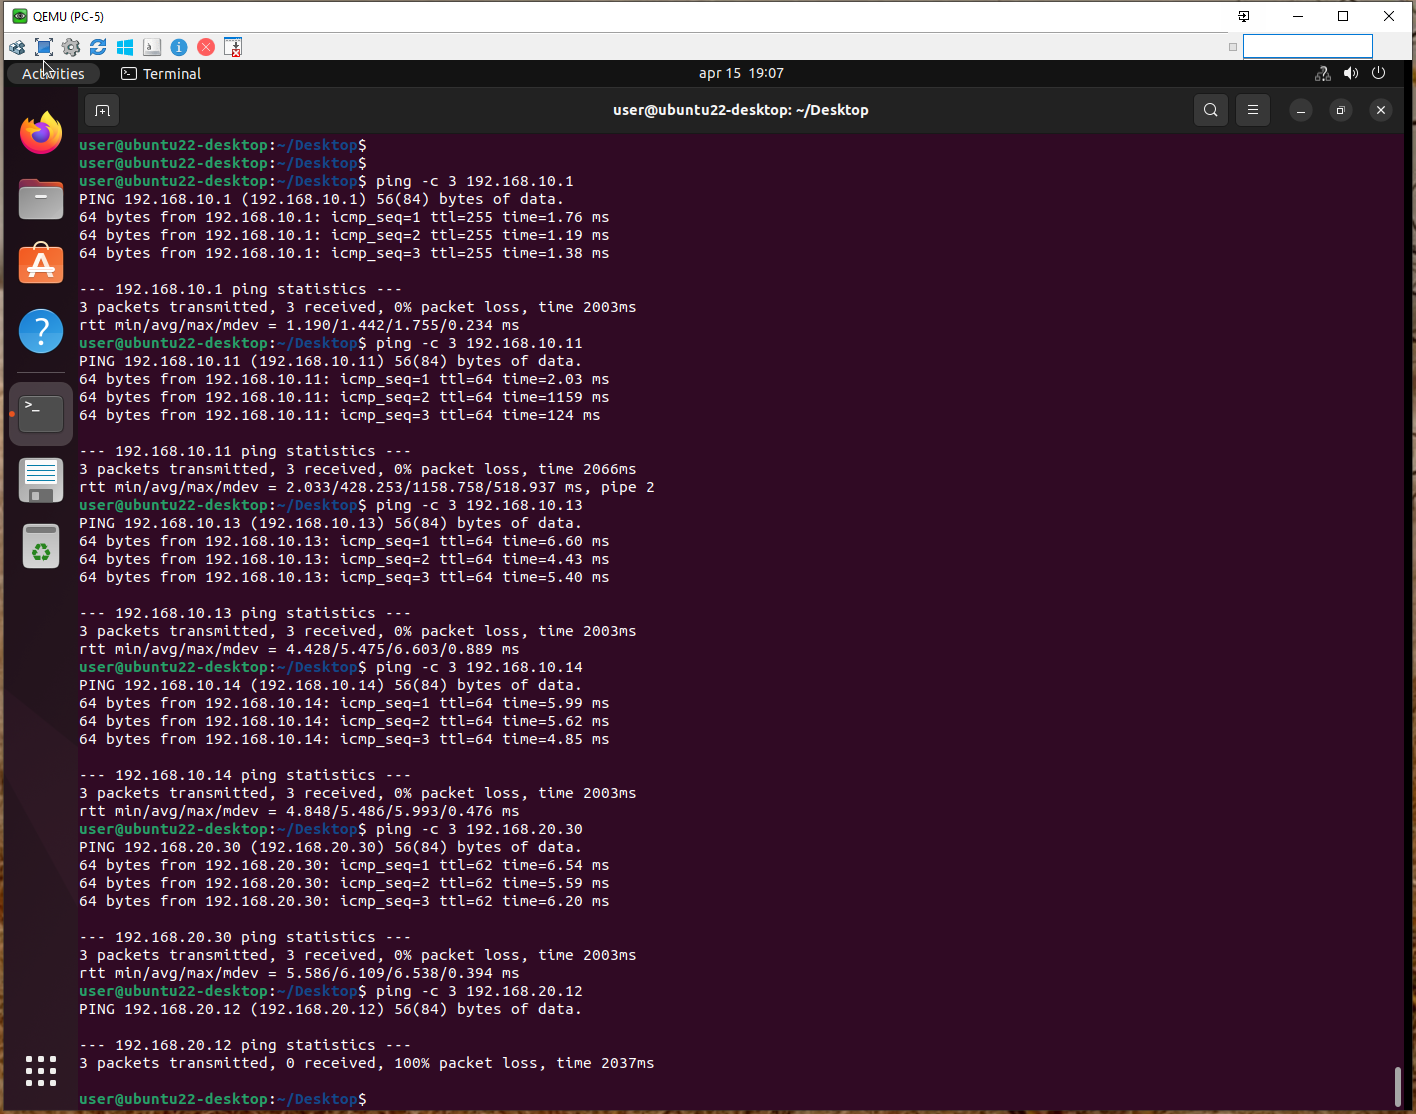 QEMU (PC-5)
Activities
Terminal
apr 15 19:07
user@ubuntu22-desktop: ~/Desktop
user@ubuntu22-desktop:~/Desktop$
user@ubuntu22-desktop:~/Desktop$
user@ubuntu22-desktop:~/Desktop$ ping -c 3 192.168.10.1
PING 192.168.10.1 (192.168.10.1) 56(84) bytes of data.
64 bytes from 192.168.10.1: icmp_seq=1 ttl=255 time=1.76 ms
64 bytes from 192.168.10.1: icmp_seq=2 ttl=255 time=1.19 ms
64 bytes from 192.168.10.1: icmp_seq=3 ttl=255 time=1.38 ms
--- 192.168.10.1 ping statistics ---
3 packets transmitted, 3 received, 0% packet loss, time 2003ms
rtt min/avg/max/mdev = 1.190/1.442/1.755/0.234 ms
user@ubuntu22-desktop:~/Desktop$ ping -c 3 192.168.10.11
PING 192.168.10.11 (192.168.10.11) 56(84) bytes of data.
64 bytes from 192.168.10.11: icmp_seq=1 ttl=64 time=2.03 ms
64 bytes from 192.168.10.11: icmp_seq=2 ttl=64 time=1159 ms
64 bytes from 192.168.10.11: icmp_seq=3 ttl=64 time=124 ms
--- 192.168.10.11 ping statistics ---
3 packets transmitted, 3 received, 0% packet loss, time 2066ms
rtt min/avg/max/mdev = 2.033/428.253/1158.758/518.937 ms, pipe 2
user@ubuntu22-desktop:~/Desktop$ ping -c 3 192.168.10.13
PING 192.168.10.13 (192.168.10.13) 56(84) bytes of data.
64 bytes from 192.168.10.13: icmp_seq=1 ttl=64 time=6.60 ms
64 bytes from 192.168.10.13: icmp_seq=2 ttl=64 time=4.43 ms
64 bytes from 192.168.10.13: icmp_seq=3 ttl=64 time=5.40 ms
--- 192.168.10.13 ping statistics ---
3 packets transmitted, 3 received, 0% packet loss, time 2003ms
rtt min/avg/max/mdev = 4.428/5.475/6.603/0.889 ms
user@ubuntu22-desktop:~/Desktop$ ping -c 3 192.168.10.14
PING 192.168.10.14 (192.168.10.14) 56(84) bytes of data.
64 bytes from 192.168.10.14: icmp_seq=1 ttl=64 time=5.99 ms
64 bytes from 192.168.10.14: icmp_seq=2 ttl=64 time=5.62 ms
64 bytes from 192.168.10.14: icmp_seq=3 ttl=64 time=4.85 ms
--- 192.168.10.14 ping statistics ---
3 packets transmitted, 3 received, 0% packet loss, time 2003ms
rtt min/avg/max/mdev = 4.848/5.486/5.993/0.476 ms
user@ubuntu22-desktop:~/Desktop$ ping -c 3 192.168.20.30
PING 192.168.20.30 (192.168.20.30) 56(84) bytes of data.
64 bytes from 192.168.20.30: icmp_seq=1 ttl=62 time=6.54 ms
64 bytes from 192.168.20.30: icmp_seq=2 ttl=62 time=5.59 ms
64 bytes from 192.168.20.30: icmp_seq=3 ttl=62 time=6.20 ms
--- 192.168.20.30 ping statistics ---
3 packets transmitted, 3 received, 0% packet loss, time 2003ms
rtt min/avg/max/mdev = 5.586/6.109/6.538/0.394 ms
user@ubuntu22-desktop:~/Desktop$ ping -c 3 192.168.20.12
PING 192.168.20.12 (192.168.20.12) 56(84) bytes of data.
--- 192.168.20.12 ping statistics ---
3 packets transmitted, 0 received, 100% packet loss, time 2037ms
user@ubuntu22-desktop:~/Desktop$